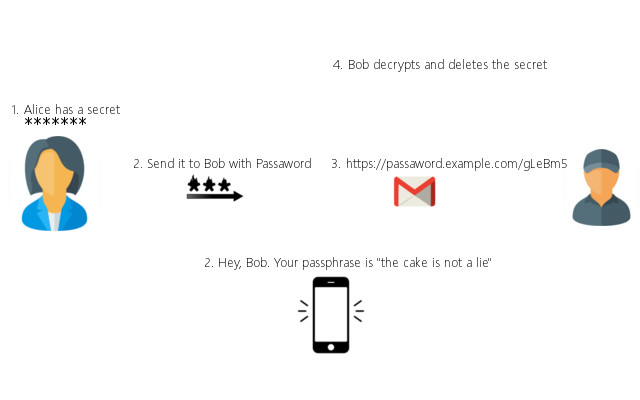 4. Bob decrypts and deletes the secret
1. Alice has a secret
*******
2. Send it to Bob with Passaword
3. https://passaword.example.com/gLeBm5
2. Hey, Bob. Your passphrase is "the cake is not a lie"